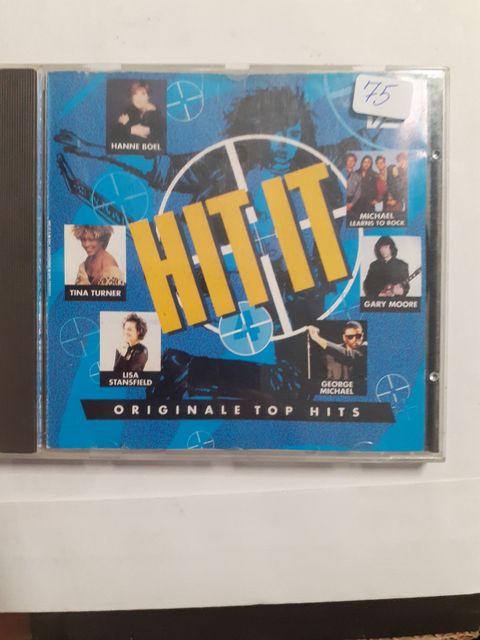 75
HANNE BOEL
MICHAEL
LEARNS TO ROCK
HIT IT
TINA TURNER
GARY MOORE
LISA
STANSFIELD
GEORGE
MICHAEL
ORIGINALE TOP HITS